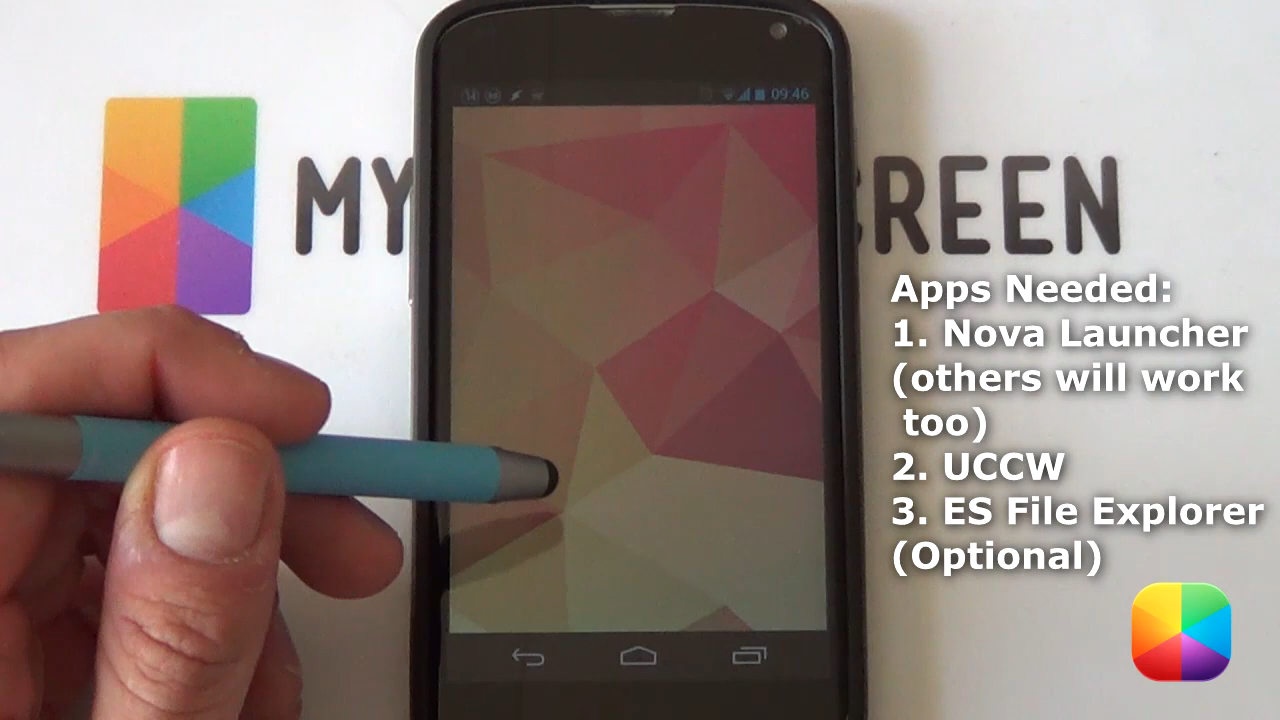 09:46
MY CREEN
Apps Needed:
1. Nova Launcher
(others will work
too)
2. UCCW
3. ES File Explorer
(Optional)